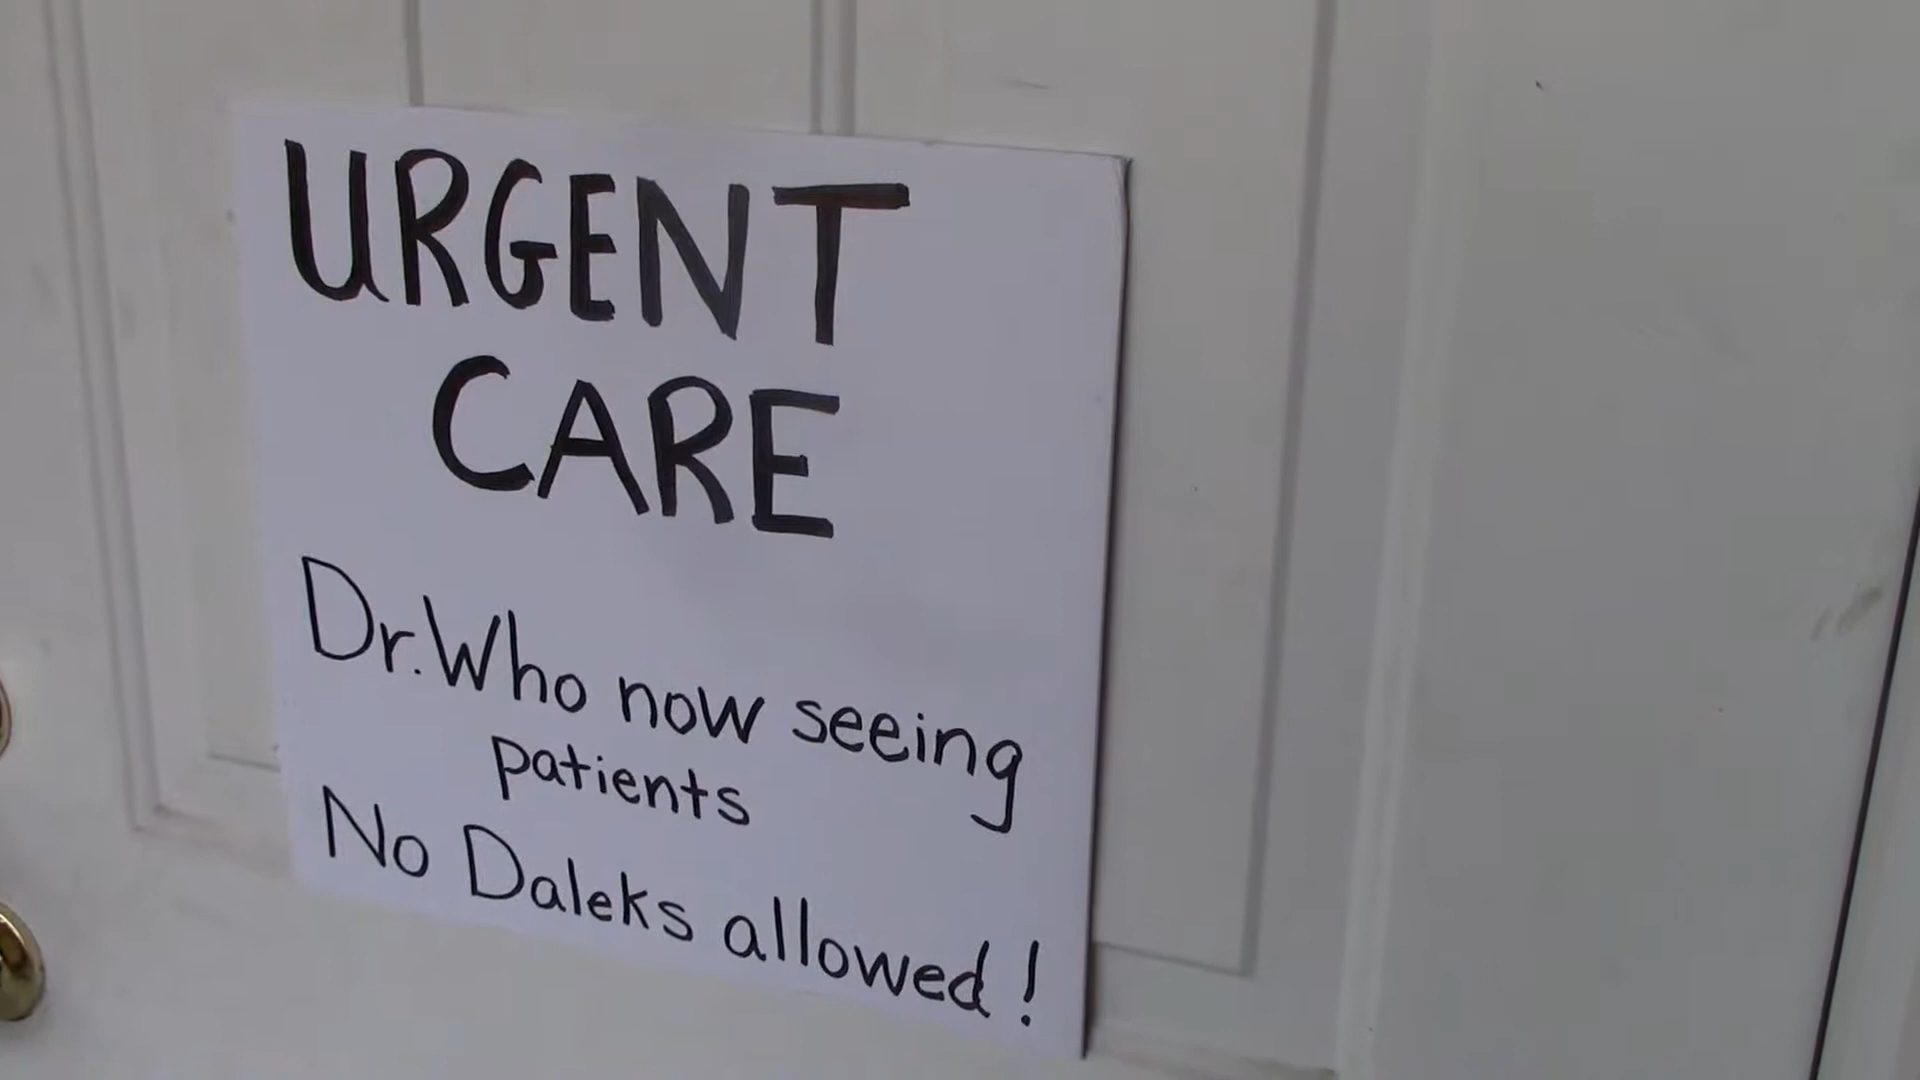 URGENT
CARE
Dr. Who now seeing
patients
No Daleks allowed!